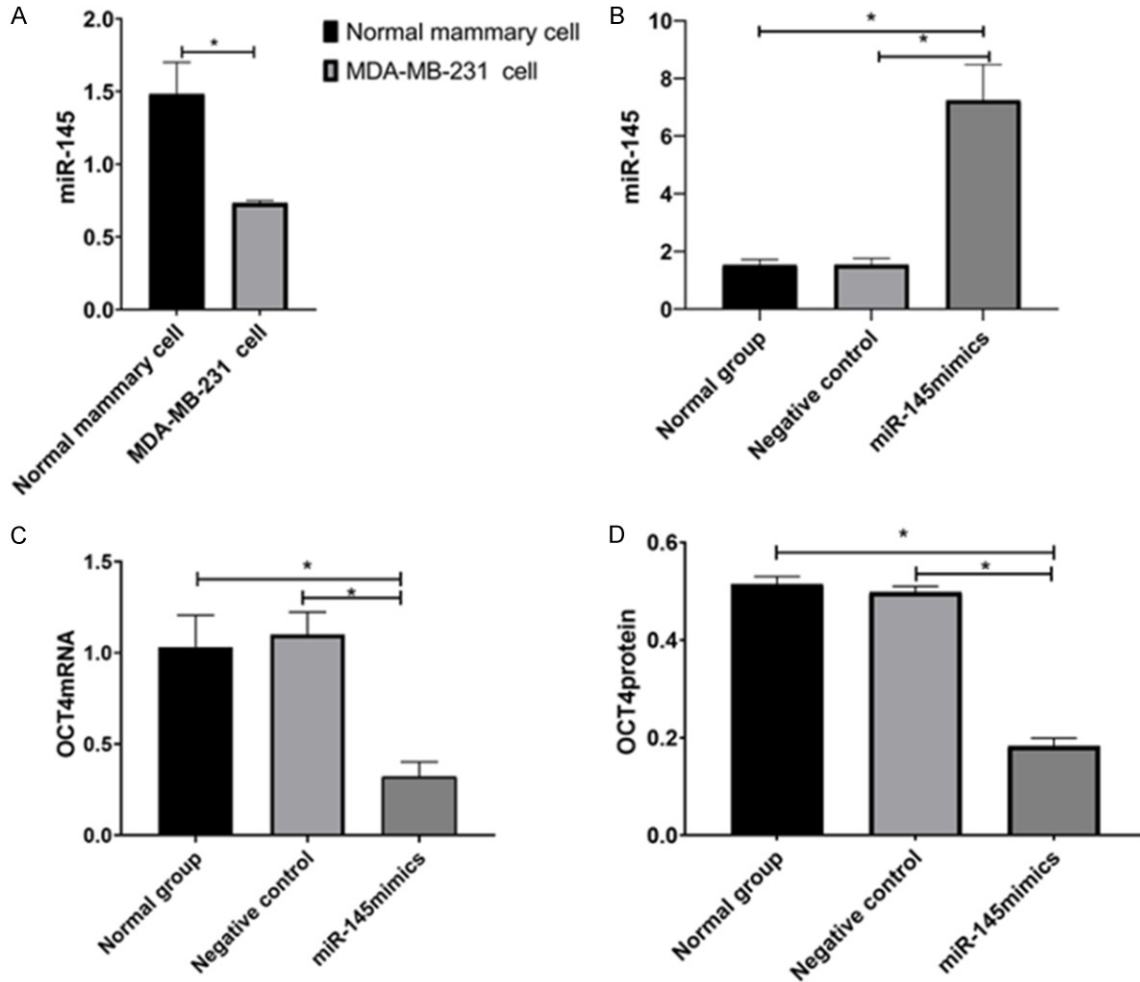 A
2.0
1.5
1.0
0.5
0.0
miR-145
*
Normal mammary cell
MDA-MB-231 cell
Normal mammary cell
MDA-MB-231 cell
B
10
8
6
4
2
0
miR-145
*
*
Normal group
Negative control
miR-145mimics
C
1.5
1.0
0.5
0.0
OCT4mRNA
*
*
Normal group
Negative control
miR-145mimics
D
0.6
0.4
0.2
0.0
OCT4protein
*
*
Normal group
Negative control
miR-145mimics